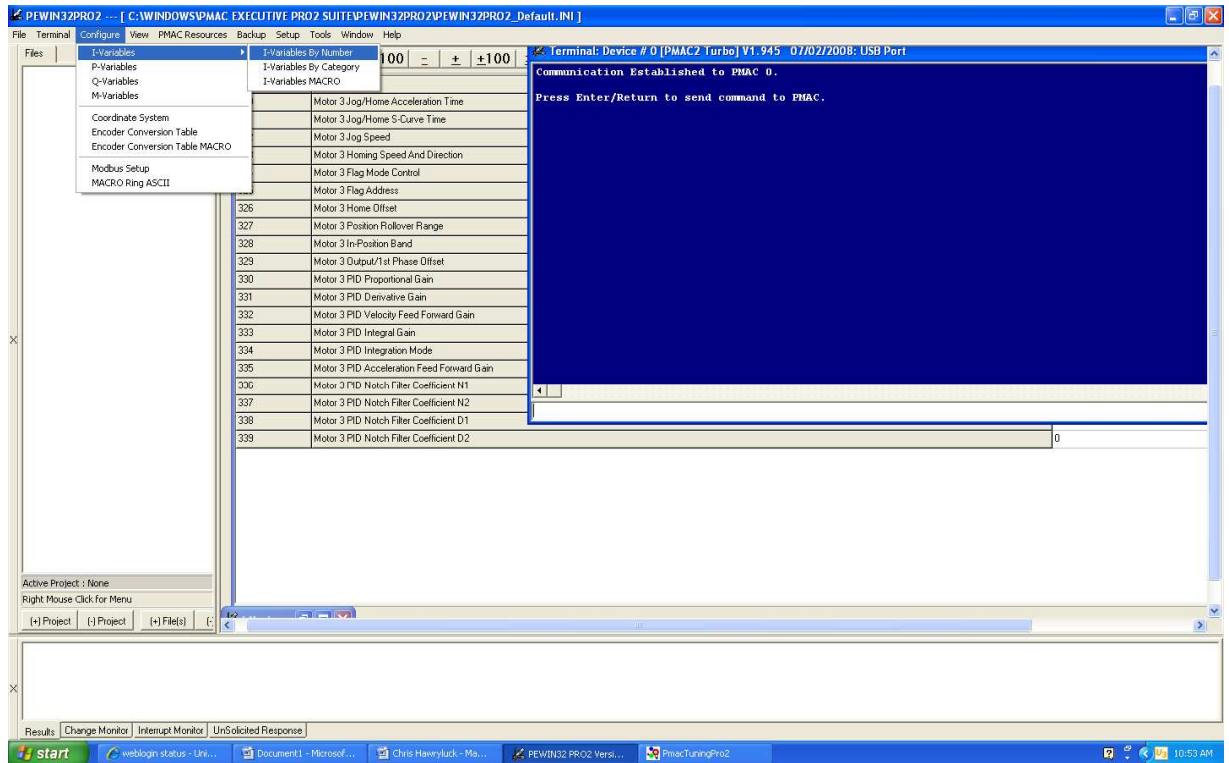 PEWIN32PRO2 --- [ C:\WINDOWS\PMAC EXECUTIVE PRO2 SUITE\PEWIN32PRO2\PEWIN32PRO2_Default.INI ]
File Terminal Configure View PMAC Resources Backup Setup Tools Window Help
Files
I-Variables
P-Variables
Q-Variables
M-Variables
Coordinate System
Encoder Conversion Table
Encoder Conversion Table MACRO
Modbus Setup
MACRO Ring ASCII
I-Variables By Number
I-Variables By Category
I-Variables MACRO
100 - ± ±100
Terminal: Device # 0 [PMAC2 Turbo] V1.945 07/02/2008: USB Port
Communication Established to PMAC 0.
Press Enter/Return to send command to PMAC.
Motor 3 Jog/Home Acceleration Time
Motor 3 Jog/Home S-Curve Time
Motor 3 Jog Speed
Motor 3 Homing Speed And Direction
Motor 3 Flag Mode Control
Motor 3 Flag Address
326 Motor 3 Home Offset
327 Motor 3 Position Rollover Range
328 Motor 3 In-Position Band
329 Motor 3 Output/1st Phase Offset
330 Motor 3 PID Proportional Gain
331 Motor 3 PID Derivative Gain
332 Motor 3 PID Velocity Feed Forward Gain
333 Motor 3 PID Integral Gain
334 Motor 3 PID Integration Mode
335 Motor 3 PID Acceleration Feed Forward Gain
336 Motor 3 PID Notch Filter Coefficient N1
337 Motor 3 PID Notch Filter Coefficient N2
338 Motor 3 PID Notch Filter Coefficient D1
339 Motor 3 PID Notch Filter Coefficient D2 0
Active Project : None
Right Mouse Click for Menu
(+) Project (-) Project (+) File(s) (-
Results Change Monitor Interrupt Monitor UnSolicited Response
start weblogin status - Uni... Document1 - Microsof... Chris Hawryluck - Ma... PEWIN32 PRO2 Versi... PmacTuningPro2 10:53 AM